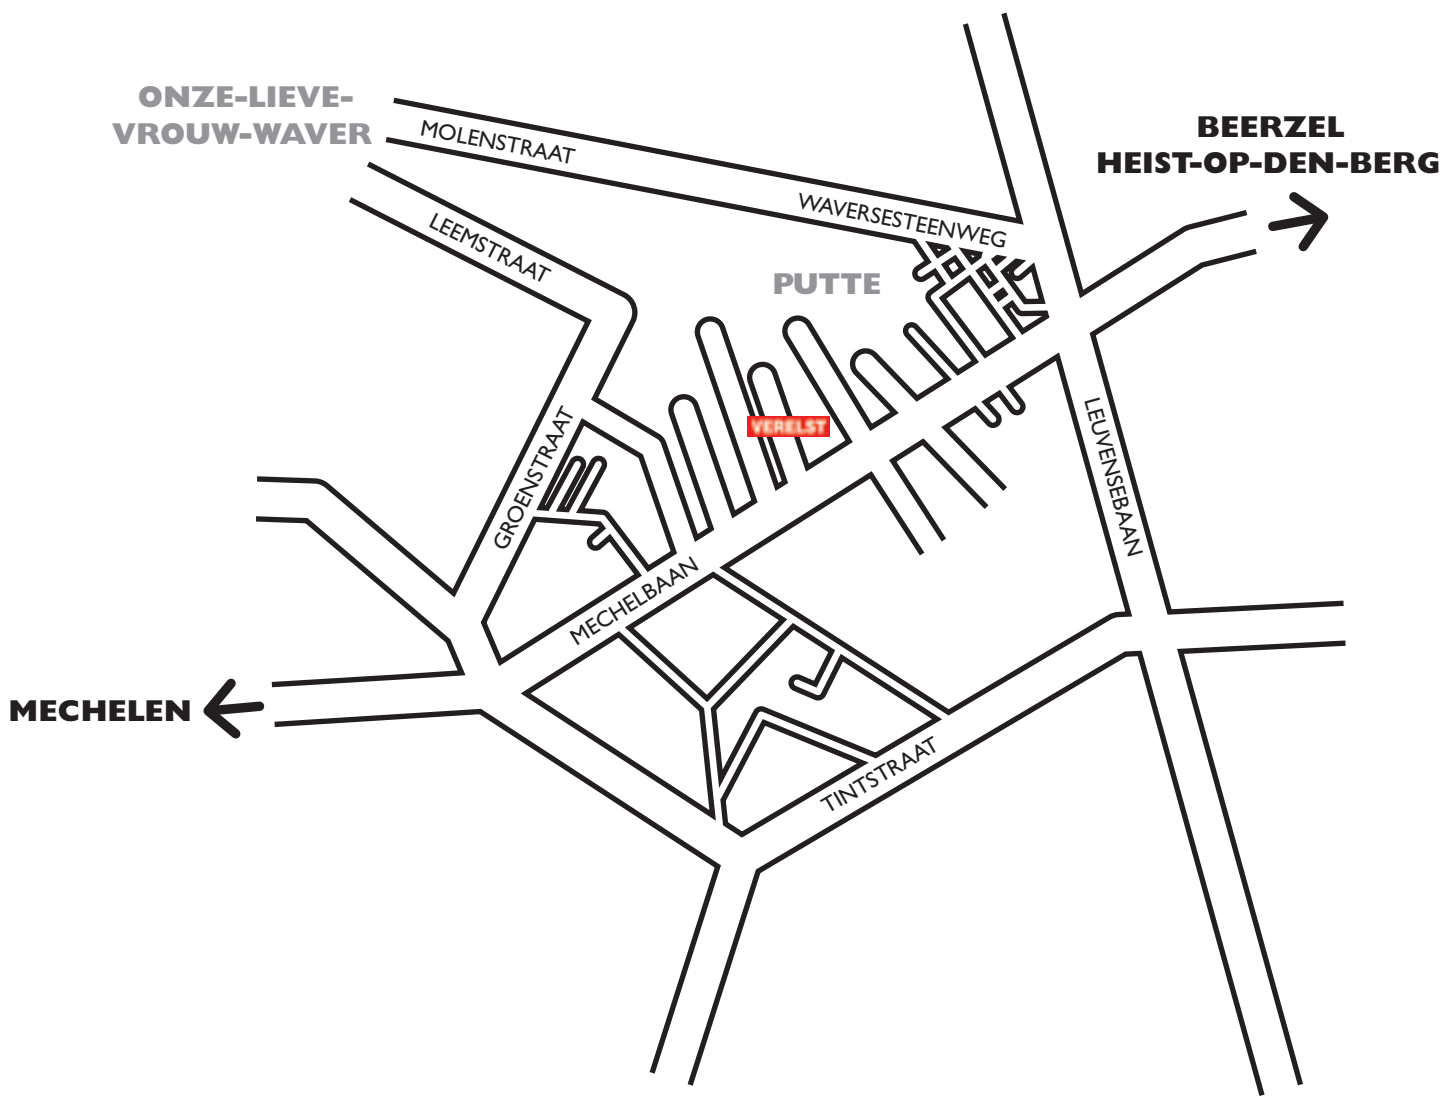 ONZE-LIEVE-
VROUW-WAVER
MOLENSTRAAT
BEERZEL
HEIST-OP-DEN-BERG
WAVERSESTEENWEG
LEEMSTRAAT
PUTTE
VERELST
GROENSTRAAT
LEUVENSEBAAN
MECHELBAAN
MECHELEN
TINTSTRAAT